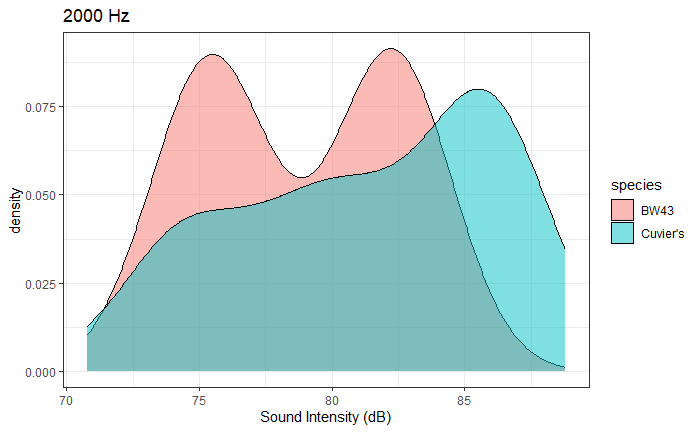 2000 Hz
0.075
0.050
0.025
0.000
density
70
75
80
85
Sound Intensity (dB)
species
BW43
Cuvier's